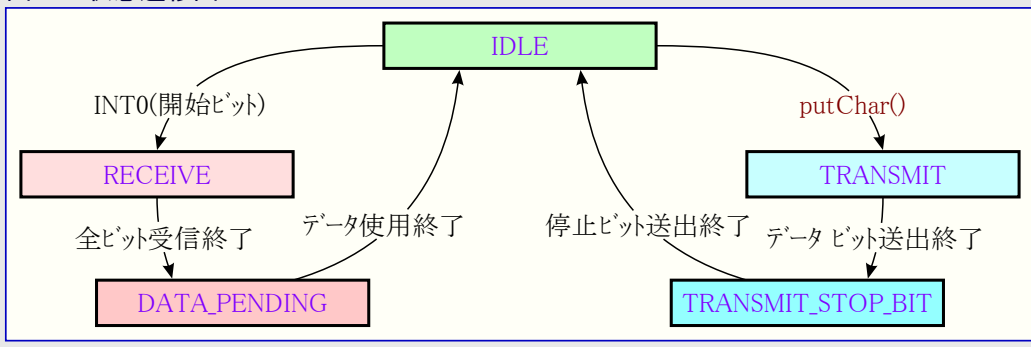 IDLE
INT0(開始ビット)
putChar()
RECEIVE
TRANSMIT
全ビット受信終了
データ使用終了
停止ビット送出終了
データ ビット送出終了
DATA_PENDING
TRANSMIT_STOP_BIT